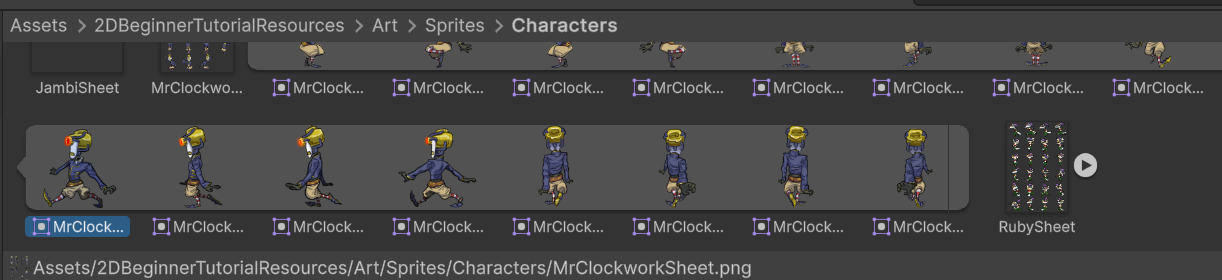 Assets > 2DBeginnerTutorialResources > Art > Sprites > Characters
JambiSheet MrClockwo... MrClock... MrClock... MrClock... MrClock... MrClock... MrClock... MrClock... MrClock...
MrClock... MrClock... MrClock... MrClock... MrClock... MrClock... MrClock... MrClock... RubySheet
Assets/2DBeginnerTutorialResources/Art/Sprites/Characters/MrClockworkSheet.png